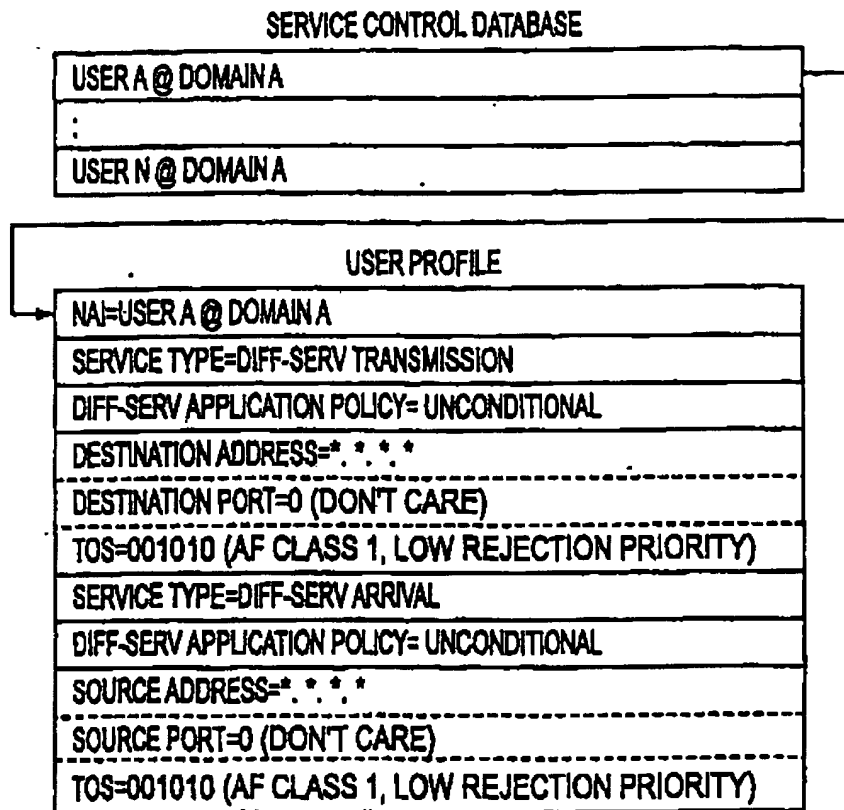 SERVICE CONTROL DATABASE
USER A @ DOMAIN A
:
USER N @ DOMAIN A
USER PROFILE
NAI=USER A @ DOMAIN A
SERVICE TYPE=DIFF-SERV TRANSMISSION
DIFF-SERV APPLICATION POLICY= UNCONDITIONAL
DESTINATION ADDRESS=*. *. *. *
DESTINATION PORT=0 (DON'T CARE)
TOS=001010 (AF CLASS 1, LOW REJECTION PRIORITY)
SERVICE TYPE=DIFF-SERV ARRIVAL
DIFF-SERV APPLICATION POLICY= UNCONDITIONAL
SOURCE ADDRESS=*. *. *. *
SOURCE PORT=0 (DON'T CARE)
TOS=001010 (AF CLASS 1, LOW REJECTION PRIORITY)